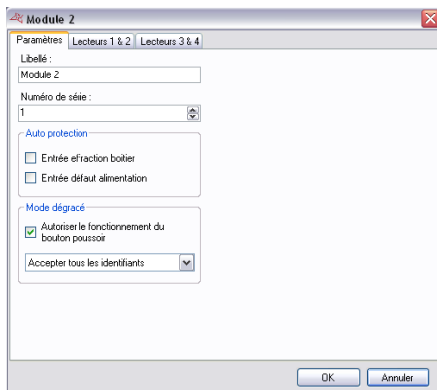 Module 2
Paramètres Lecteurs 1 & 2 Lecteurs 3 & 4
Libellé :
Module 2
Numéro de séie :
1
Auto protection
Entrée efraction boitier
Entrée défaut alimentation
Mode dégracé
Autoriser le fonctionnement du
bouton poussoir
Accepter tous les identifiants
OK Annuler